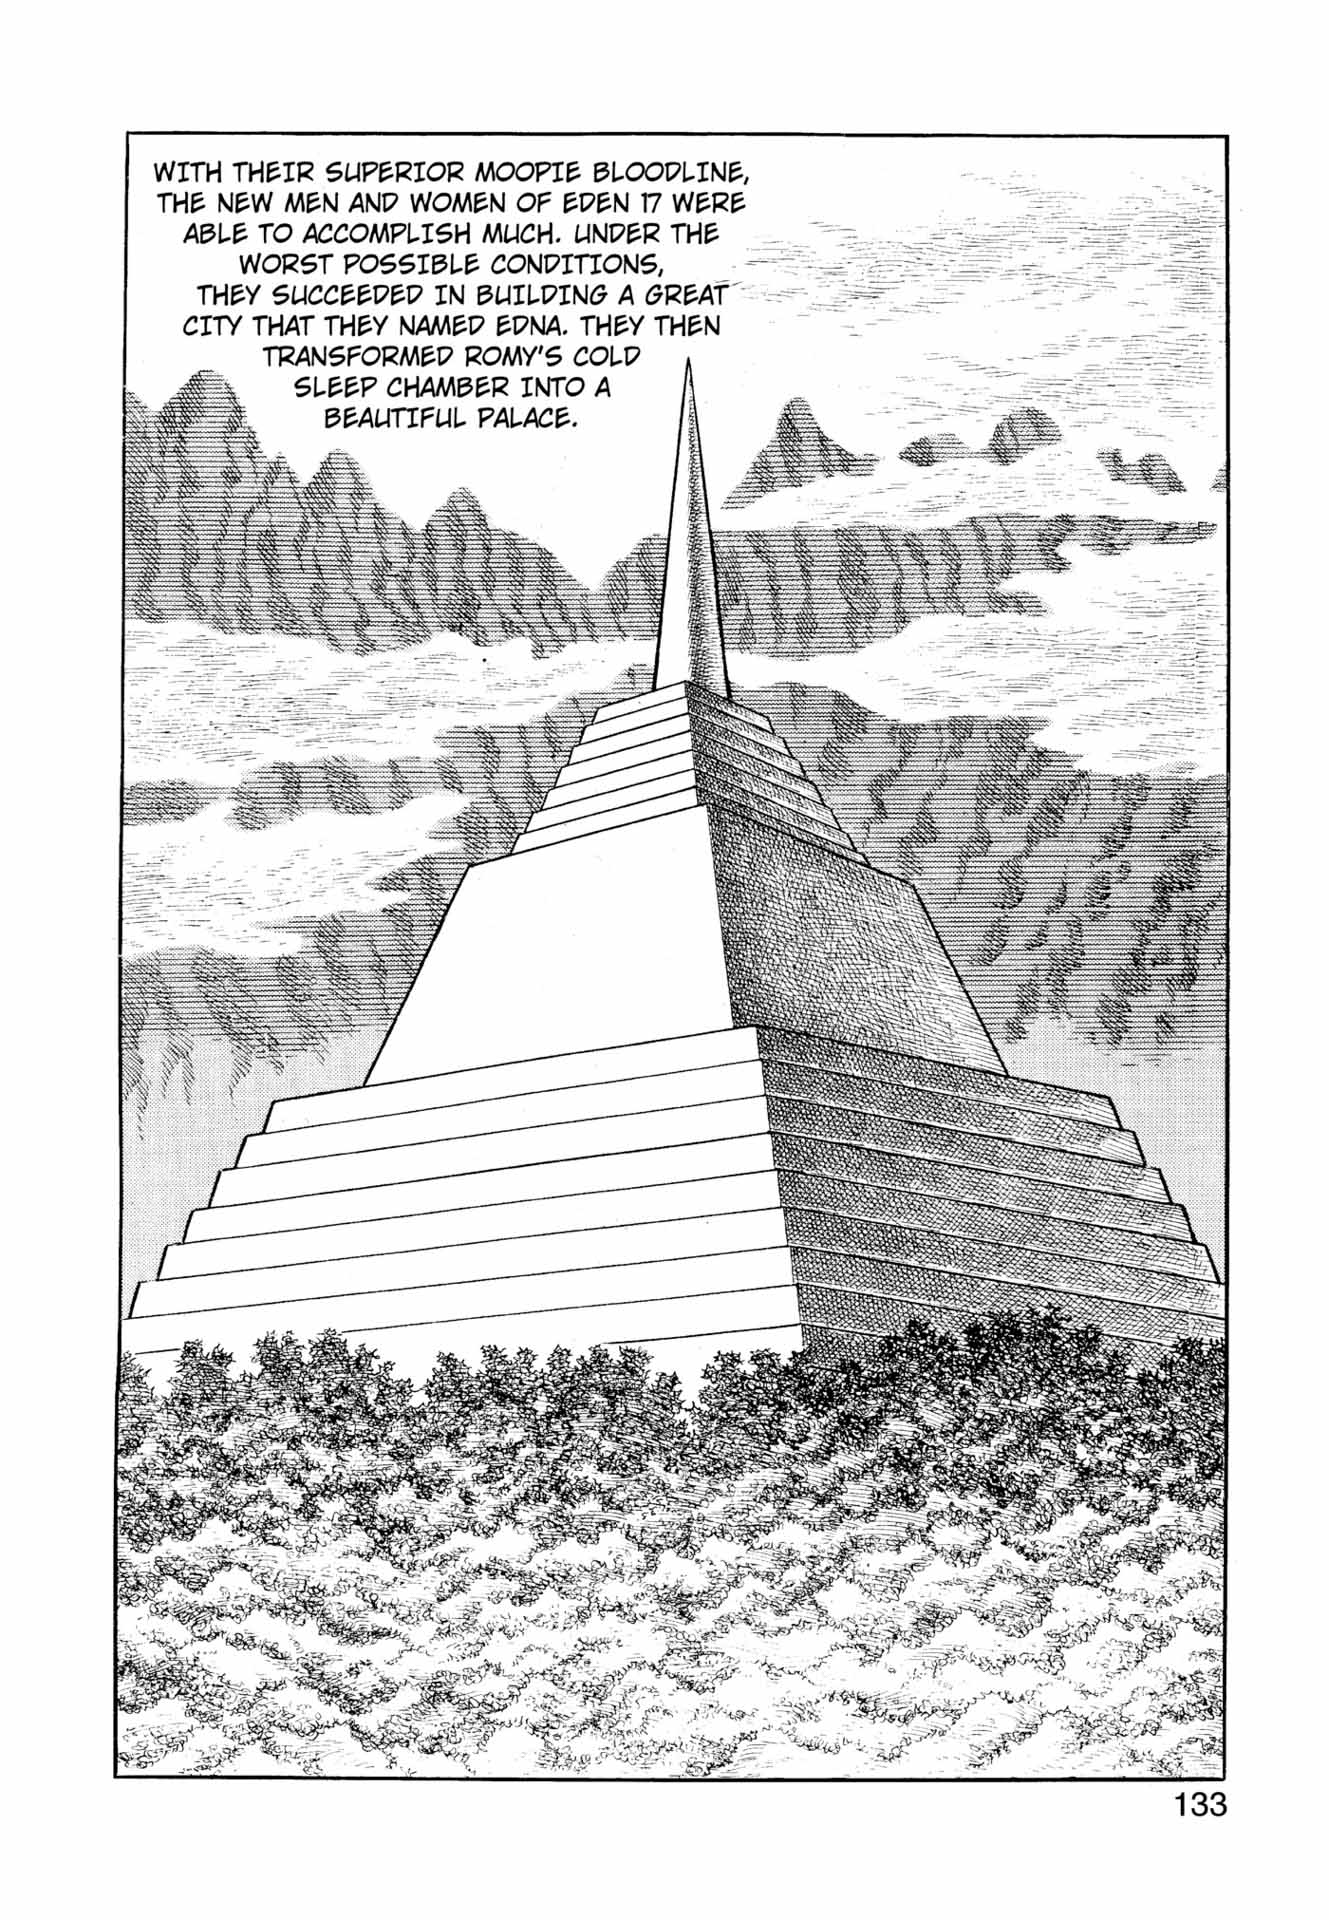 WITH THEIR SUPERIOR MOOPIE BLOODLINE,
THE NEW MEN AND WOMEN OF EDEN 17 WERE
ABLE TO ACCOMPLISH MUCH. UNDER THE
WORST POSSIBLE CONDITIONS,
THEY SUCCEEDED IN BUILDING A GREAT
CITY THAT THEY NAMED EDNA. THEY THEN
TRANSFORMED ROMY'S COLD
SLEEP CHAMBER INTO A
BEAUTIFUL PALACE.
133